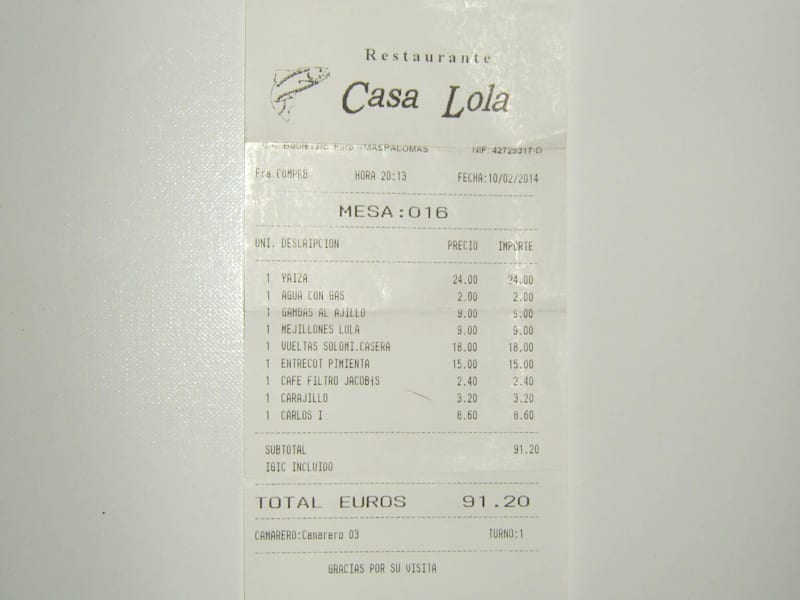 Restaurante
Casa Lola
Boulevard Faro MASPALOMAS NIF: 42729317-D
Fra.COMPRB HORA 20:13 FECHA:10/02/2014
MESA:016
UNI. DESCRIPCION PRECIO IMPORTE
1 YAIZA 24.00 24.00
1 AGUA CON GAS 2.00 2.00
1 GAMBAS AL AJILLO 9.00 9.00
1 MEJILLONES LOLA 9.00 9.00
1 VUELTAS SOLOMI.CASERA 18.00 18.00
1 ENTRECOT PIMIENTA 15.00 15.00
1 CAFE FILTRO JACOB¡S 2.40 2.40
1 CARAJILLO 3.20 3.20
1 CARLOS I 8.60 8.60
SUBTOTAL 91.20
IGIC INCLUIDO
TOTAL EUROS 91.20
CAMARERO:Camarero 03 TURNO:1
GRACIAS POR SU VISITA